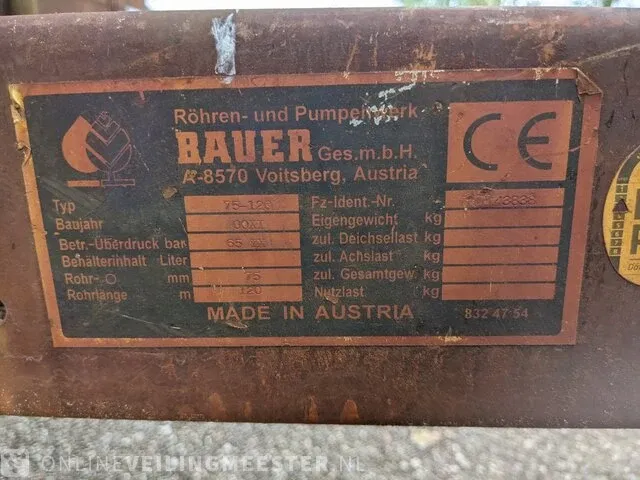 Röhren- und Pumpenwerk
BAUER Ges.m.b.H.
A-8570 Voitsberg, Austria
CE
Typ 75-120
Baujahr
Betr.-Überdruck bar 65
Behälterinhalt Liter
Rohr-∅ mm 75
Rohrlänge m 120
Fz-Ident.-Nr.
Eigengewicht kg
zul. Deichsellast kg
zul. Achslast kg
zul. Gesamtgew. kg
Nutzlast kg
MADE IN AUSTRIA
832 47 54
ONLINEVEILINGMEESTER.NL